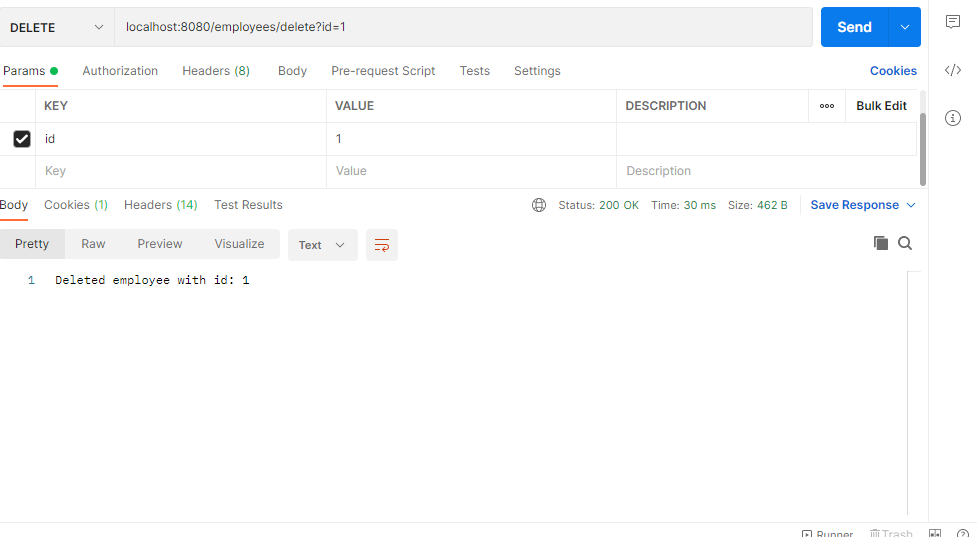 DELETE localhost:8080/employees/delete?id=1 Send
Params Authorization Headers (8) Body Pre-request Script Tests Settings Cookies
KEY VALUE DESCRIPTION ooo Bulk Edit
id 1
Key Value Description
Body Cookies (1) Headers (14) Test Results Status: 200 OK Time: 30 ms Size: 462 B Save Response
Pretty Raw Preview Visualize Text
1 Deleted employee with id: 1
Runner Trash